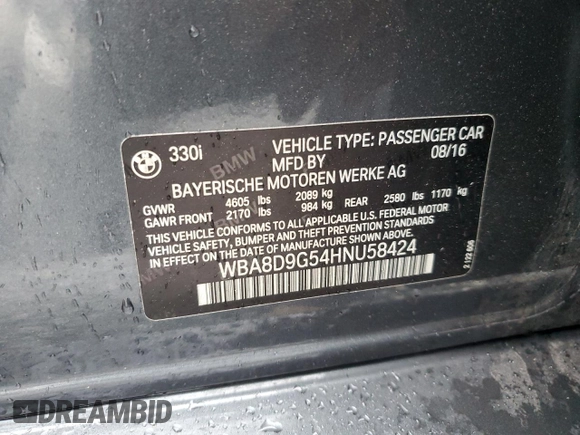 BMW
330i
VEHICLE TYPE: PASSENGER CAR
MFD BY
08/16
BAYERISCHE MOTOREN WERKE AG
GVWR 4605 lbs 2089 kg
GAWR FRONT 2170 lbs 984 kg REAR 2580 lbs 1170 kg
THIS VEHICLE CONFORMS TO ALL APPLICABLE U.S. FEDERAL MOTOR
VEHICLE SAFETY, BUMPER AND THEFT PREVENTION STANDARDS
IN EFFECT ON THE DATE OF MANUFACTURE SHOWN ABOVE.
WBA8D9G54HNU58424
DREAMBID